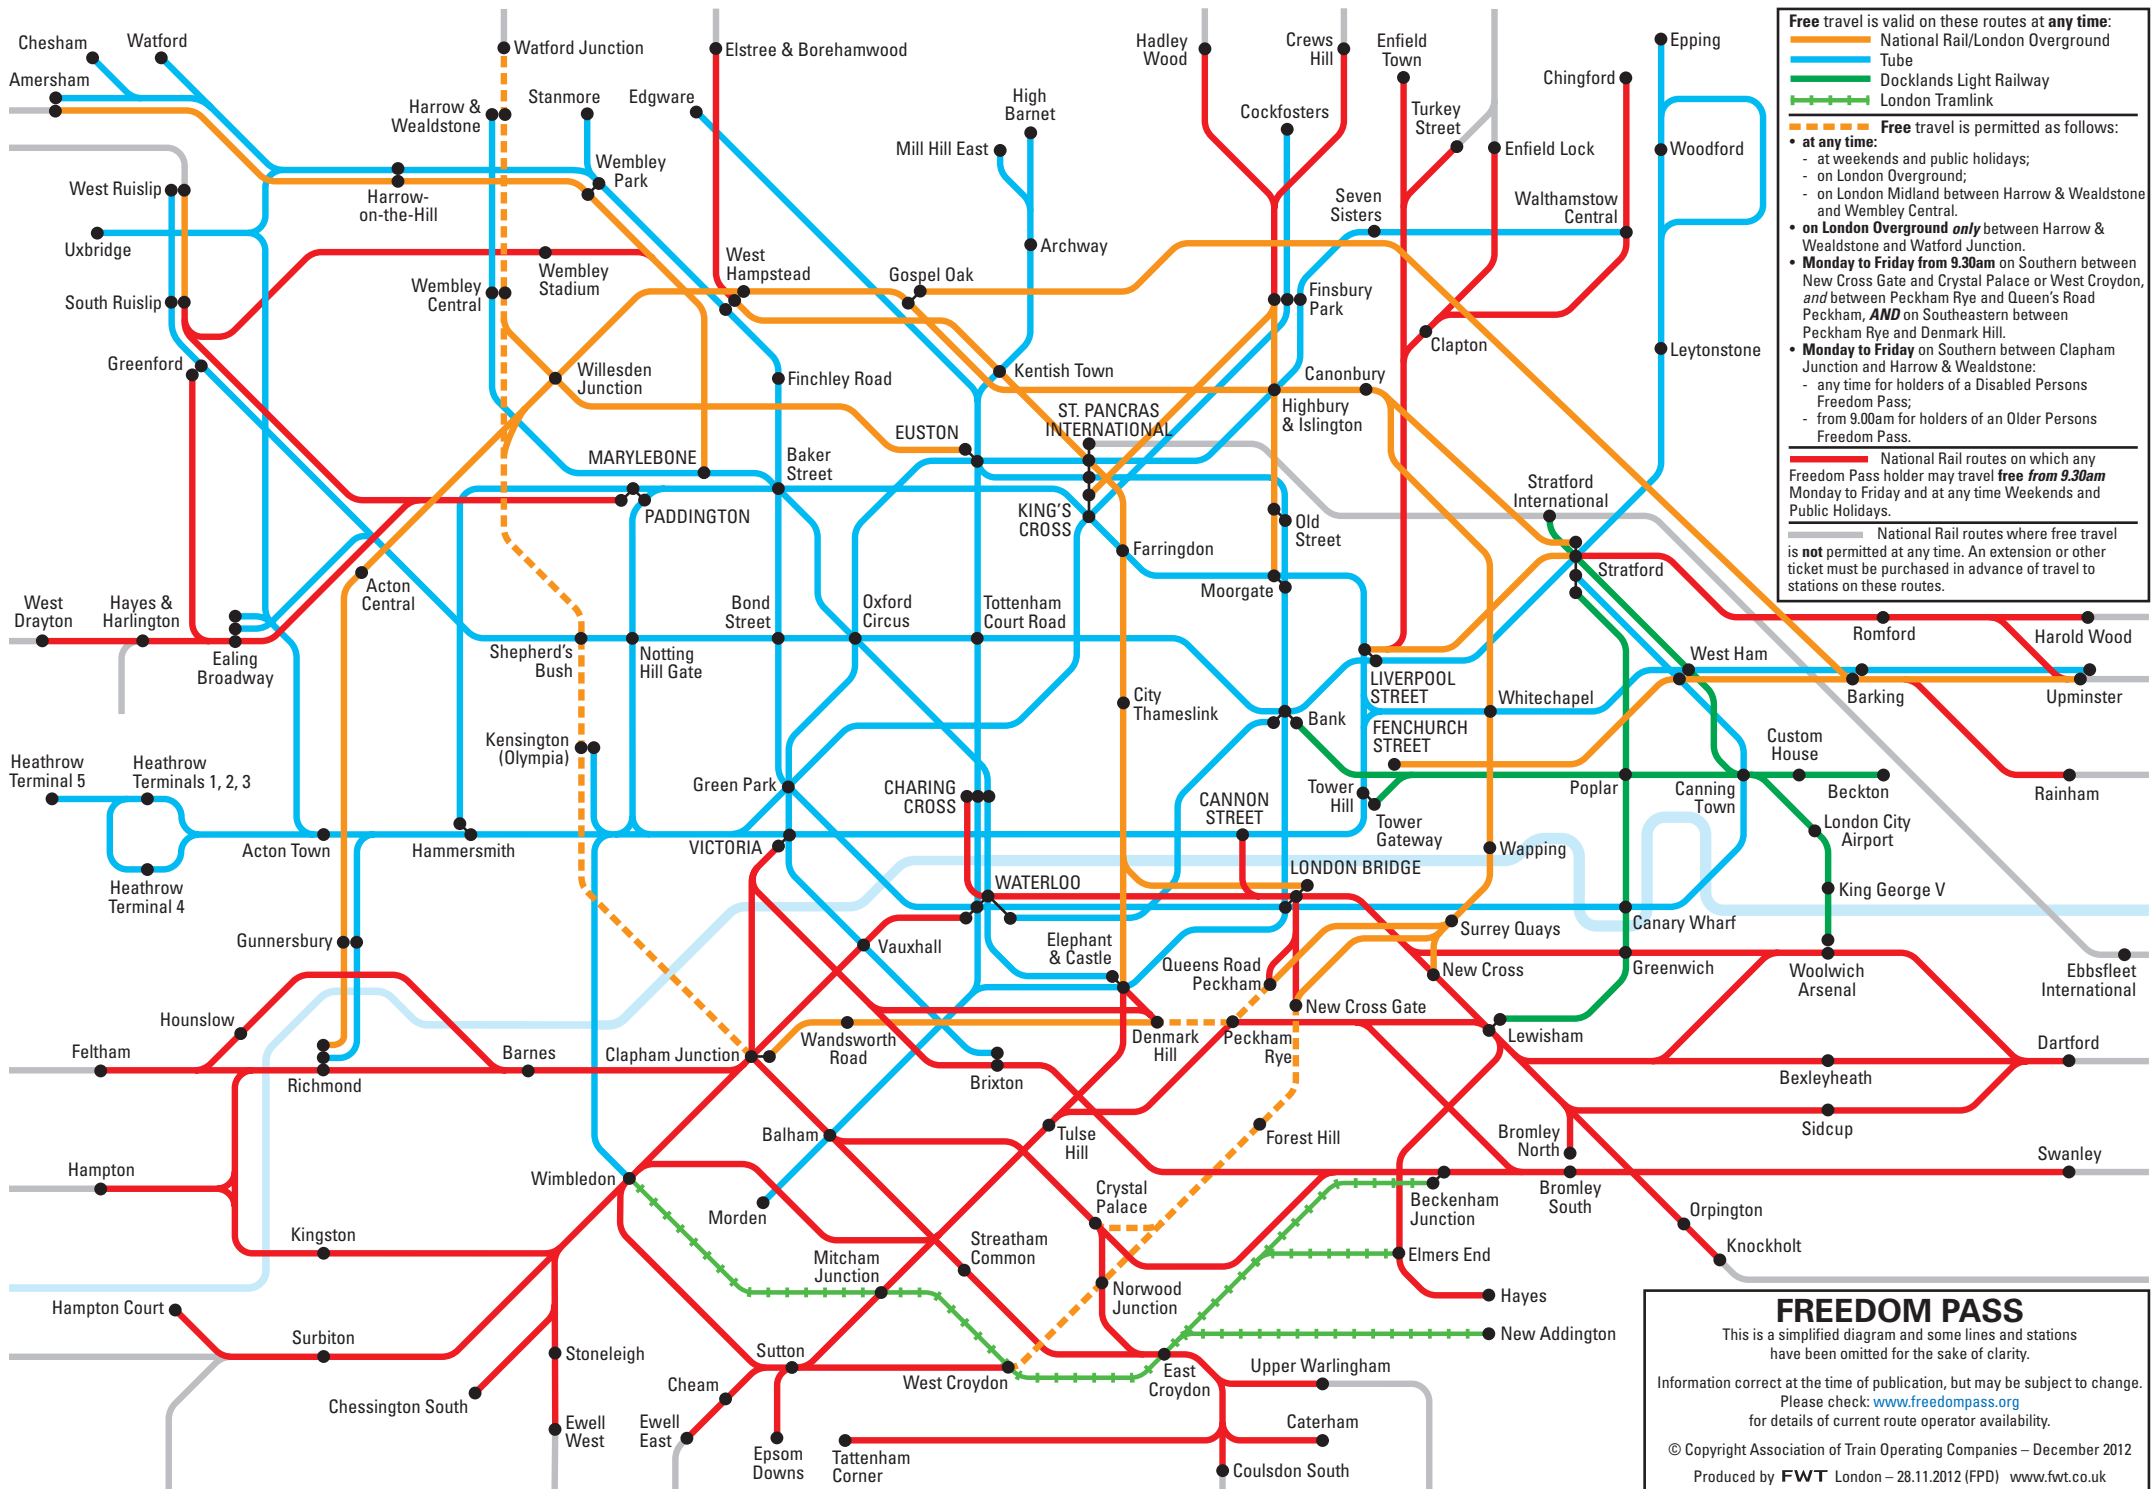 Chesham
Watford
Amersham
Watford Junction
Elstree & Borehamwood
Hadley
Wood
Crews
Hill
Enfield
Town
Epping
Chingford
Harrow &
Wealdstone
Stanmore
Edgware
High
Barnet
Cockfosters
Turkey
Street
Mill Hill East
Enfield Lock
Woodford
Wembley
Park
West Ruislip
Harrow-
on-the-Hill
Seven
Sisters
Walthamstow
Central
Uxbridge
Archway
Wembley
Stadium
West
Hampstead
Gospel Oak
Wembley
Central
South Ruislip
Finsbury
Park
Clapton
Leytonstone
Greenford
Willesden
Junction
Finchley Road
Kentish Town
Canonbury
ST. PANCRAS
INTERNATIONAL
Highbury
& Islington
EUSTON
MARYLEBONE
Baker
Street
Stratford
International
PADDINGTON
KING'S
CROSS
Old
Street
Farringdon
Stratford
Acton
Central
Moorgate
West
Drayton
Hayes &
Harlington
Bond
Street
Oxford
Circus
Tottenham
Court Road
Romford
Harold Wood
Ealing
Broadway
Shepherd's
Bush
Notting
Hill Gate
West Ham
LIVERPOOL
STREET
City
Thameslink
Whitechapel
Barking
Upminster
Bank
FENCHURCH
STREET
Kensington
(Olympia)
Custom
House
Heathrow
Terminal 5
Heathrow
Terminals 1, 2, 3
Green Park
CHARING
CROSS
CANNON
STREET
Tower
Hill
Poplar
Canning
Town
Beckton
Rainham
Tower
Gateway
London City
Airport
Acton Town
Hammersmith
VICTORIA
Wapping
LONDON BRIDGE
Heathrow
Terminal 4
WATERLOO
King George V
Canary Wharf
Surrey Quays
Gunnersbury
Vauxhall
Elephant
& Castle
Queens Road
Peckham
New Cross
Greenwich
Woolwich
Arsenal
Ebbsfleet
International
Hounslow
New Cross Gate
Feltham
Barnes
Clapham Junction
Wandsworth
Road
Denmark
Hill
Peckham
Rye
Lewisham
Dartford
Richmond
Brixton
Bexleyheath
Balham
Tulse
Hill
Forest Hill
Bromley
North
Sidcup
Hampton
Wimbledon
Swanley
Crystal
Palace
Beckenham
Junction
Bromley
South
Morden
Orpington
Kingston
Mitcham
Junction
Streatham
Common
Elmers End
Knockholt
Norwood
Junction
Hayes
Hampton Court
Surbiton
New Addington
Stoneleigh
Sutton
West Croydon
East
Croydon
Upper Warlingham
Cheam
Chessington South
Ewell
West
Ewell
East
Epsom
Downs
Tattenham
Corner
Caterham
Coulsdon South
Free travel is valid on these routes at any time:
National Rail/London Overground
Tube
Docklands Light Railway
London Tramlink
Free travel is permitted as follows:
• at any time:
- at weekends and public holidays;
- on London Overground;
- on London Midland between Harrow & Wealdstone
and Wembley Central.
• on London Overground only between Harrow &
Wealdstone and Watford Junction.
• Monday to Friday from 9.30am on Southern between
New Cross Gate and Crystal Palace or West Croydon,
and between Peckham Rye and Queen's Road
Peckham, AND on Southeastern between
Peckham Rye and Denmark Hill.
• Monday to Friday on Southern between Clapham
Junction and Harrow & Wealdstone:
- any time for holders of a Disabled Persons
Freedom Pass;
- from 9.00am for holders of an Older Persons
Freedom Pass.
National Rail routes on which any
Freedom Pass holder may travel free from 9.30am
Monday to Friday and at any time Weekends and
Public Holidays.
National Rail routes where free travel
is not permitted at any time. An extension or other
ticket must be purchased in advance of travel to
stations on these routes.
FREEDOM PASS
This is a simplified diagram and some lines and stations
have been omitted for the sake of clarity.
Information correct at the time of publication, but may be subject to change.
Please check: www.freedompass.org
for details of current route operator availability.
© Copyright Association of Train Operating Companies – December 2012
Produced by FWT London – 28.11.2012 (FPD) www.fwt.co.uk